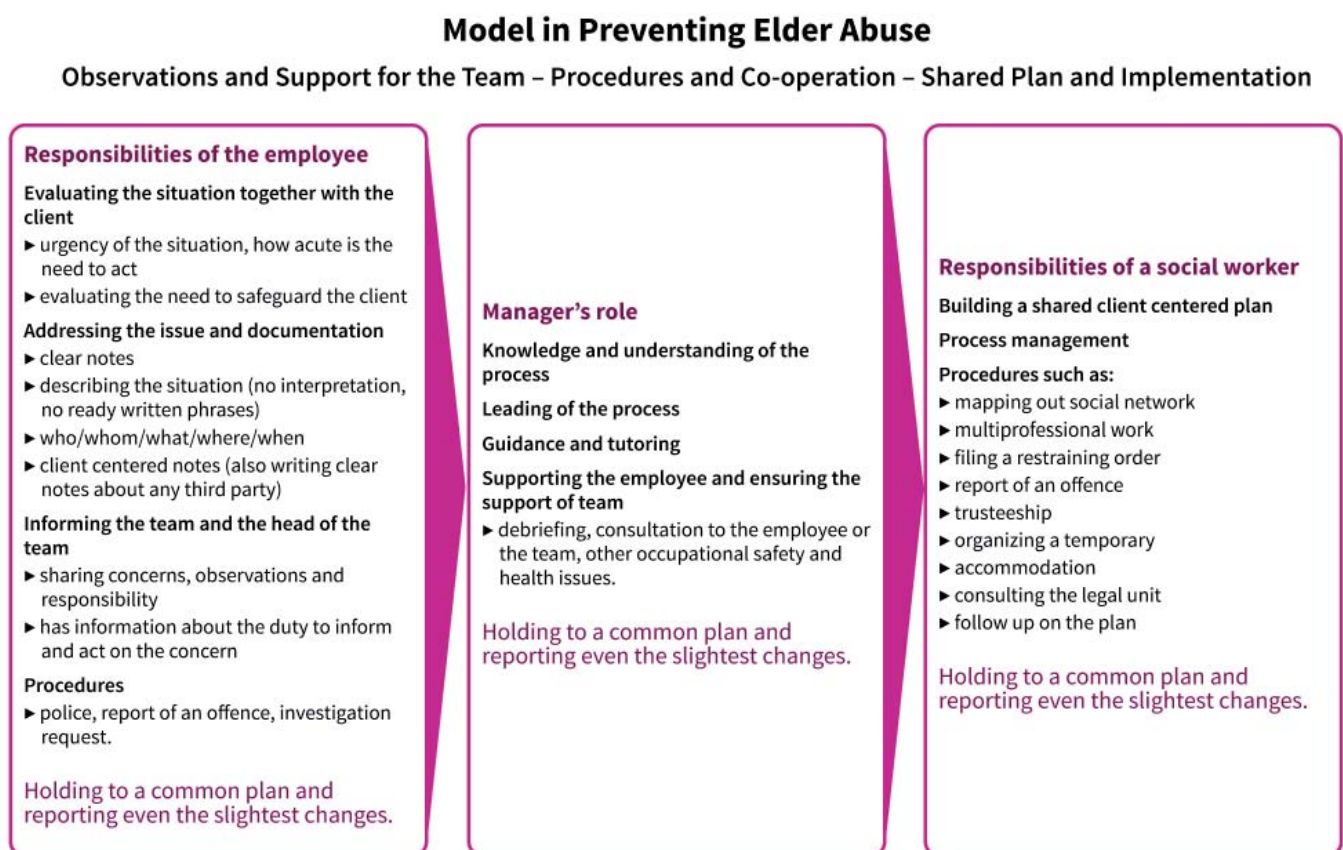 Model in Preventing Elder Abuse
Observations and Support for the Team – Procedures and Co-operation – Shared Plan and Implementation
Responsibilities of the employee
Evaluating the situation together with the
client
▸ urgency of the situation, how acute is the
need to act
▸ evaluating the need to safeguard the client
Addressing the issue and documentation
▸ clear notes
▸ describing the situation (no interpretation,
no ready written phrases)
▸ who/whom/what/where/when
▸ client centered notes (also writing clear
notes about any third party)
Informing the team and the head of the
team
▸ sharing concerns, observations and
responsibility
▸ has information about the duty to inform
and act on the concern
Procedures
▸ police, report of an offence, investigation
request.
Holding to a common plan and
reporting even the slightest changes.
Manager’s role
Knowledge and understanding of the
process
Leading of the process
Guidance and tutoring
Supporting the employee and ensuring the
support of team
▸ debriefing, consultation to the employee or
the team, other occupational safety and
health issues.
Holding to a common plan and
reporting even the slightest changes.
Responsibilities of a social worker
Building a shared client centered plan
Process management
Procedures such as:
▸ mapping out social network
▸ multiprofessional work
▸ filing a restraining order
▸ report of an offence
▸ trusteeship
▸ organizing a temporary
▸ accommodation
▸ consulting the legal unit
▸ follow up on the plan
Holding to a common plan and
reporting even the slightest changes.